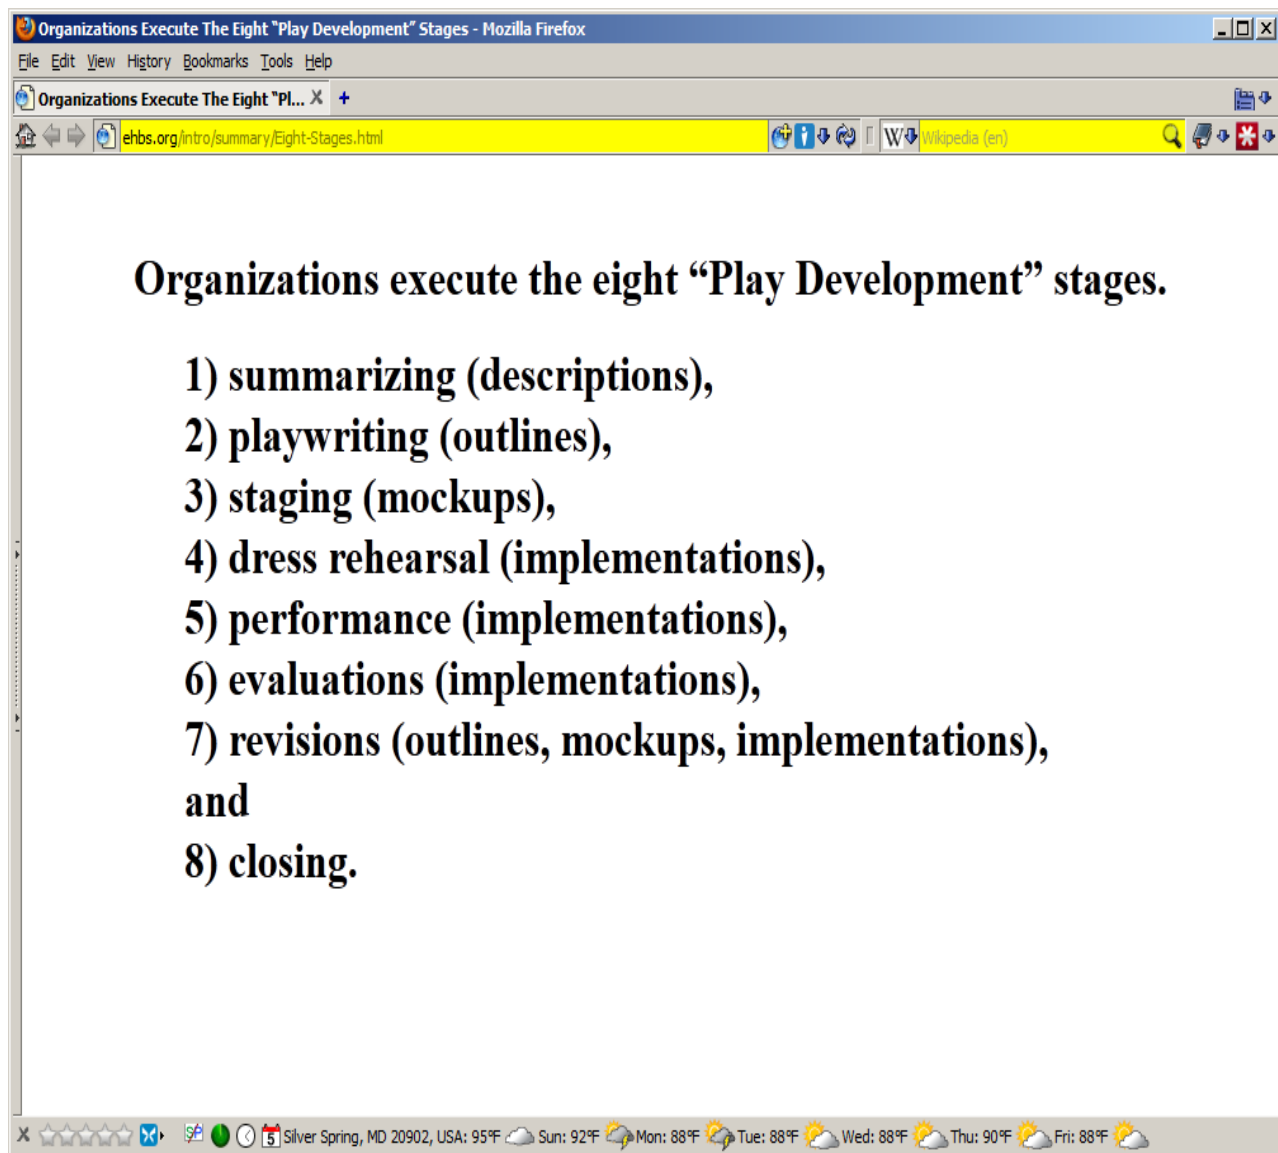 Organizations Execute The Eight “Play Development” Stages - Mozilla Firefox
File Edit View History Bookmarks Tools Help
Organizations Execute The Eight “Pl... X +
ehbs.org/intro/summary/Eight-Stages.html W Wikipedia (en)
Organizations execute the eight “Play Development” stages.
1) summarizing (descriptions),
2) playwriting (outlines),
3) staging (mockups),
4) dress rehearsal (implementations),
5) performance (implementations),
6) evaluations (implementations),
7) revisions (outlines, mockups, implementations),
and
8) closing.
X 5 Silver Spring, MD 20902, USA: 95°F Sun: 92°F Mon: 88°F Tue: 88°F Wed: 88°F Thu: 90°F Fri: 88°F